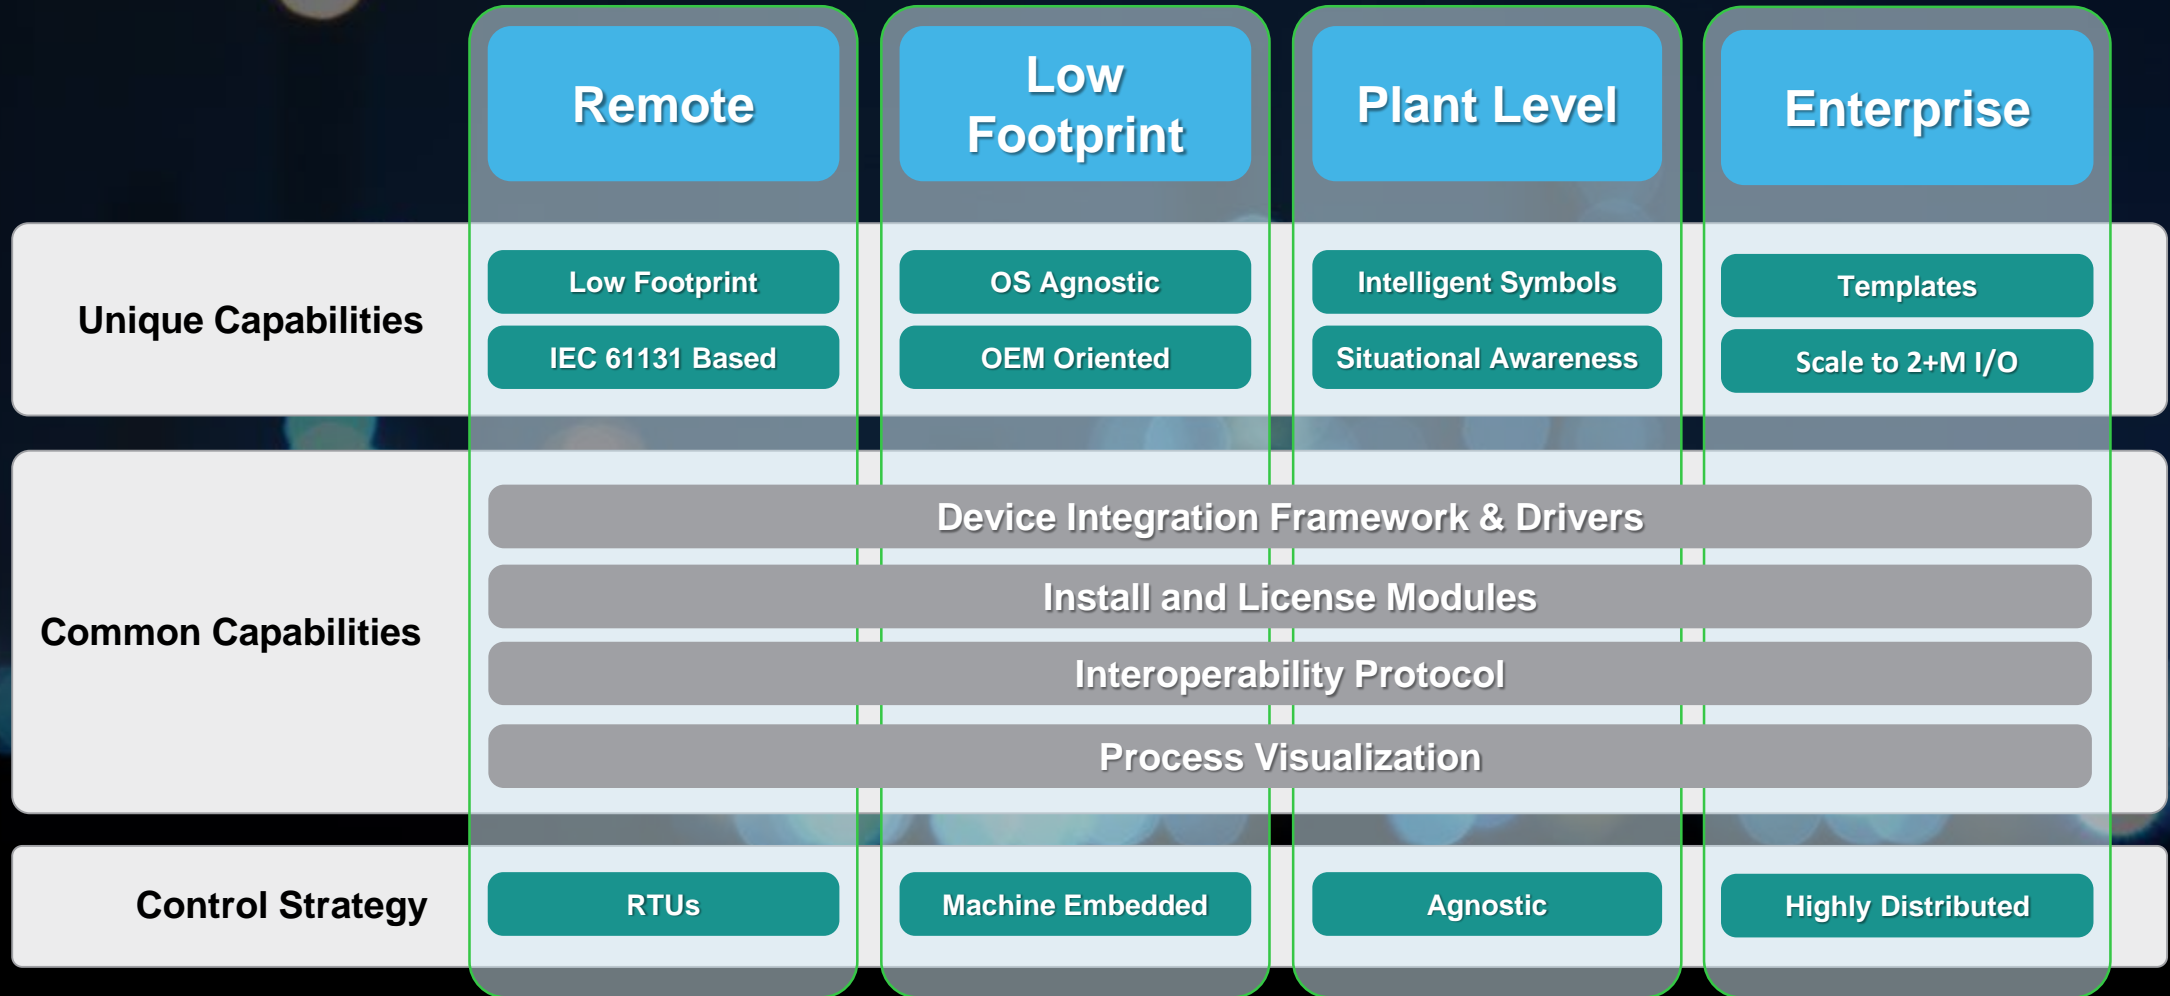 Remote
Low
Footprint
Plant Level
Enterprise
Unique Capabilities
Low Footprint
OS Agnostic
Intelligent Symbols
Templates
IEC 61131 Based
OEM Oriented
Situational Awareness
Scale to 2+M I/O
Common Capabilities
Device Integration Framework & Drivers
Install and License Modules
Interoperability Protocol
Process Visualization
Control Strategy
RTUs
Machine Embedded
Agnostic
Highly Distributed